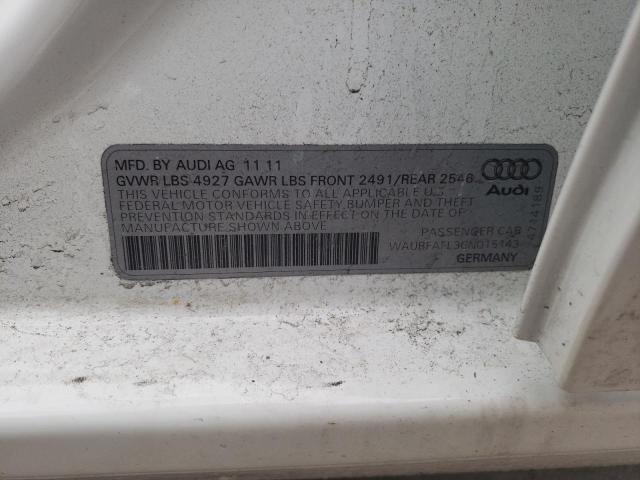 MFD. BY AUDI AG 11 11
GVWR LBS 4927 GAWR LBS FRONT 2491/REAR 2546
THIS VEHICLE CONFORMS TO ALL APPLICABLE U.S.
FEDERAL MOTOR VEHICLE SAFETY, BUMPER AND THEFT
PREVENTION STANDARDS IN EFFECT ON THE DATE OF
MANUFACTURE SHOWN ABOVE
PASSENGER CAR
GERMANY
Audi